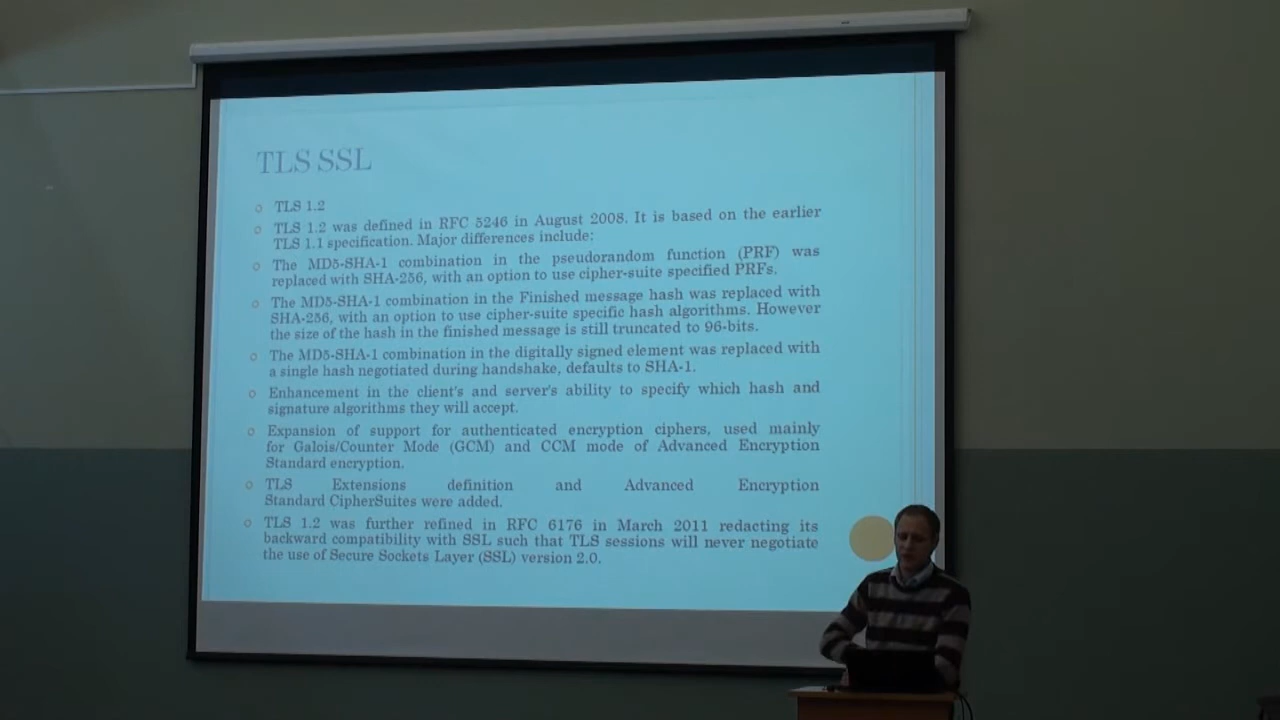 TLS SSL
TLS 1.2
TLS 1.2 was defined in RFC 5246 in August 2008. It is based on the earlier
TLS 1.1 specification. Major differences include:
The MD5-SHA-1 combination in the pseudorandom function (PRF) was
replaced with SHA-256, with an option to use cipher-suite specified PRFs.
The MD5-SHA-1 combination in the Finished message hash was replaced with
SHA-256, with an option to use cipher-suite specific hash algorithms. However
the size of the hash in the finished message is still truncated to 96-bits.
The MD5-SHA-1 combination in the digitally signed element was replaced with
a single hash negotiated during handshake, defaults to SHA-1.
Enhancement in the client's and server's ability to specify which hash and
signature algorithms they will accept.
Expansion of support for authenticated encryption ciphers, used mainly
for Galois/Counter Mode (GCM) and CCM mode of Advanced Encryption
Standard encryption.
TLS Extensions definition and Advanced Encryption
Standard CipherSuites were added.
TLS 1.2 was further refined in RFC 6176 in March 2011 redacting its
backward compatibility with SSL such that TLS sessions will never negotiate
the use of Secure Sockets Layer (SSL) version 2.0.